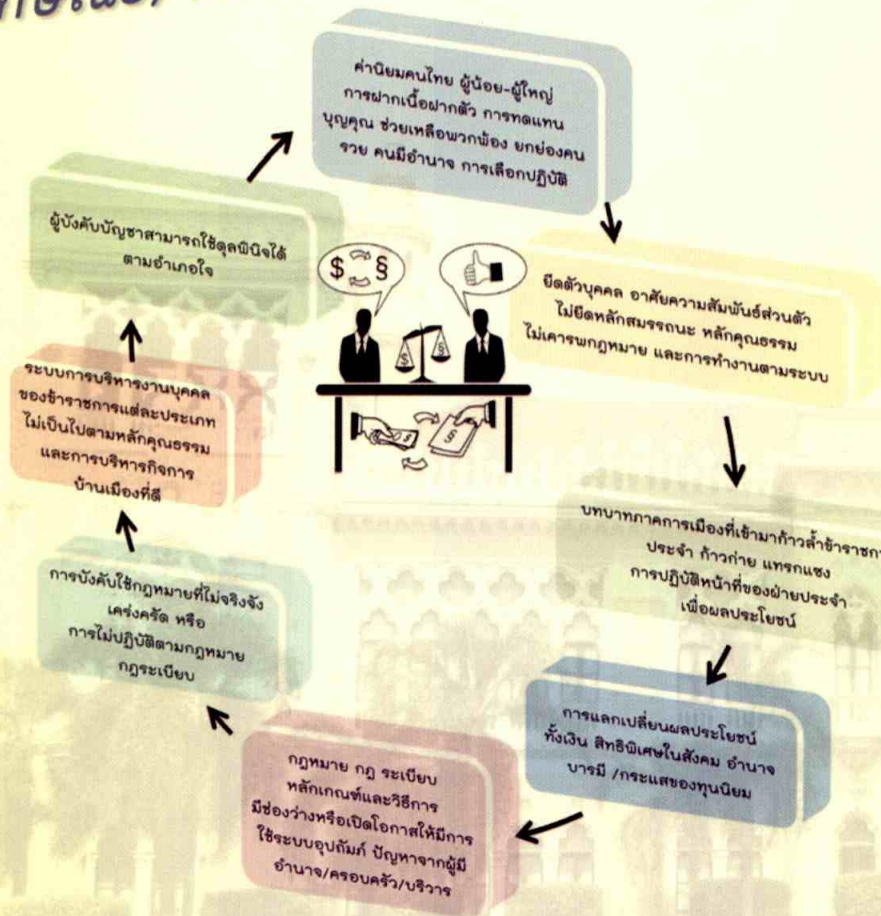 ค่านิยมคนไทย ผู้น้อย-ผู้ใหญ่
การฝากเนื้อฝากตัว การทดแทน
บุญคุณ ช่วยเหลือพวกพ้อง ยกย่องคน
รวย คนมีอำนาจ การเลือกปฏิบัติ
ยึดตัวบุคคล อาศัยความสัมพันธ์ส่วนตัว
ไม่ยึดหลักสมรรถนะ หลักคุณธรรม
ไม่เคารพกฎหมาย และการทำงานตามระบบ
บทบาทภาคการเมืองที่เข้ามาก้าวล้ำข้าราชการ
ประจำ ก้าวก่าย แทรกแซง
การปฏิบัติหน้าที่ของฝ่ายประจำ
เพื่อผลประโยชน์
การแลกเปลี่ยนผลประโยชน์
ทั้งเงิน สิทธิพิเศษในสังคม อำนาจ
บารมี /กระแสของทุนนิยม
กฎหมาย กฎ ระเบียบ
หลักเกณฑ์และวิธีการ
มีช่องว่างหรือเปิดโอกาสให้มีการ
ใช้ระบบอุปถัมภ์ ปัญหาจากผู้มี
อำนาจ/ครอบครัว/บริวาร
การบังคับใช้กฎหมายที่ไม่จริงจัง
เคร่งครัด หรือ
การไม่ปฏิบัติตามกฎหมาย
กฎระเบียบ
ระบบการบริหารงานบุคคล
ของข้าราชการแต่ละประเภท
ไม่เป็นไปตามหลักคุณธรรม
และการบริหารกิจการ
บ้านเมืองที่ดี
ผู้บังคับบัญชาสามารถใช้ดุลพินิจได้
ตามอำเภอใจ
$ §
$ §
$ §